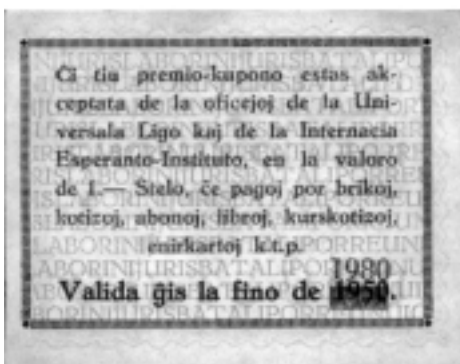 Ĉi tiu premio-kupono estas ak-
ceptata de la oficejoj de la Uni-
versala Ligo kaj de la Internacia
Esperanto-Instituto, en la valoro
de 1.— Stelo, ĉe pagoj por brikoj,
kotizoj, abonoj, libroj, kurskotizoj,
enirkartoj k.t.p.
1980
Valida ĝis la fino de 1950.